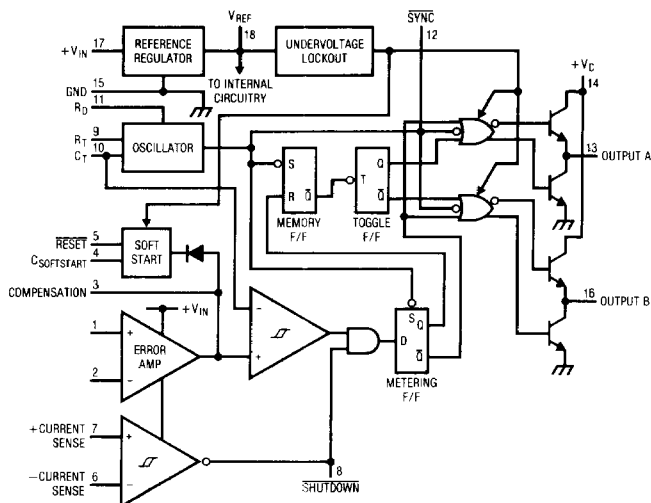 V_REF
18
SYNC
12
+V_IN
17
REFERENCE
REGULATOR
UNDERVOLTAGE
LOCKOUT
+V_C
14
GND
15
TO INTERNAL
CIRCUITRY
R_D
11
R_T
9
C_T
10
OSCILLATOR
S
R
Q
MEMORY
F/F
T
Q
Q
TOGGLE
F/F
13
OUTPUT A
RESET
5
C_SOFTSTART
4
SOFT
START
COMPENSATION
3
+V_IN
1
+
2
−
ERROR
AMP
−
+
S
Q
D
Q
METERING
F/F
16
OUTPUT B
+CURRENT
SENSE
7
+
−CURRENT
SENSE
6
−
8
SHUTDOWN